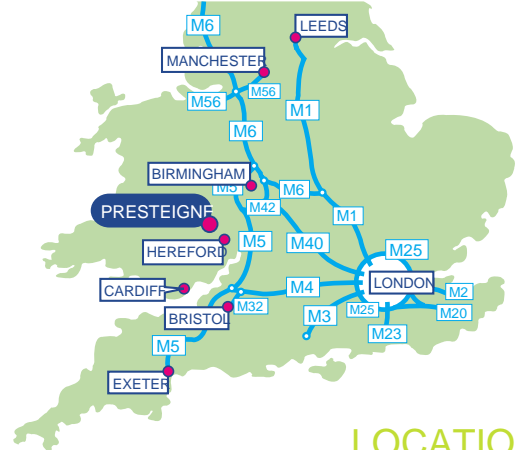 M6
LEEDS
MANCHESTER
M56
M56
M1
M6
BIRMINGHAM
M5
M6
M42
PRESTEIGNE
M1
M5
M40
HEREFORD
M25
CARDIFF
M4
LONDON
M2
BRISTOL
M32
M25
M3
M20
M23
M5
EXETER
LOCATIO